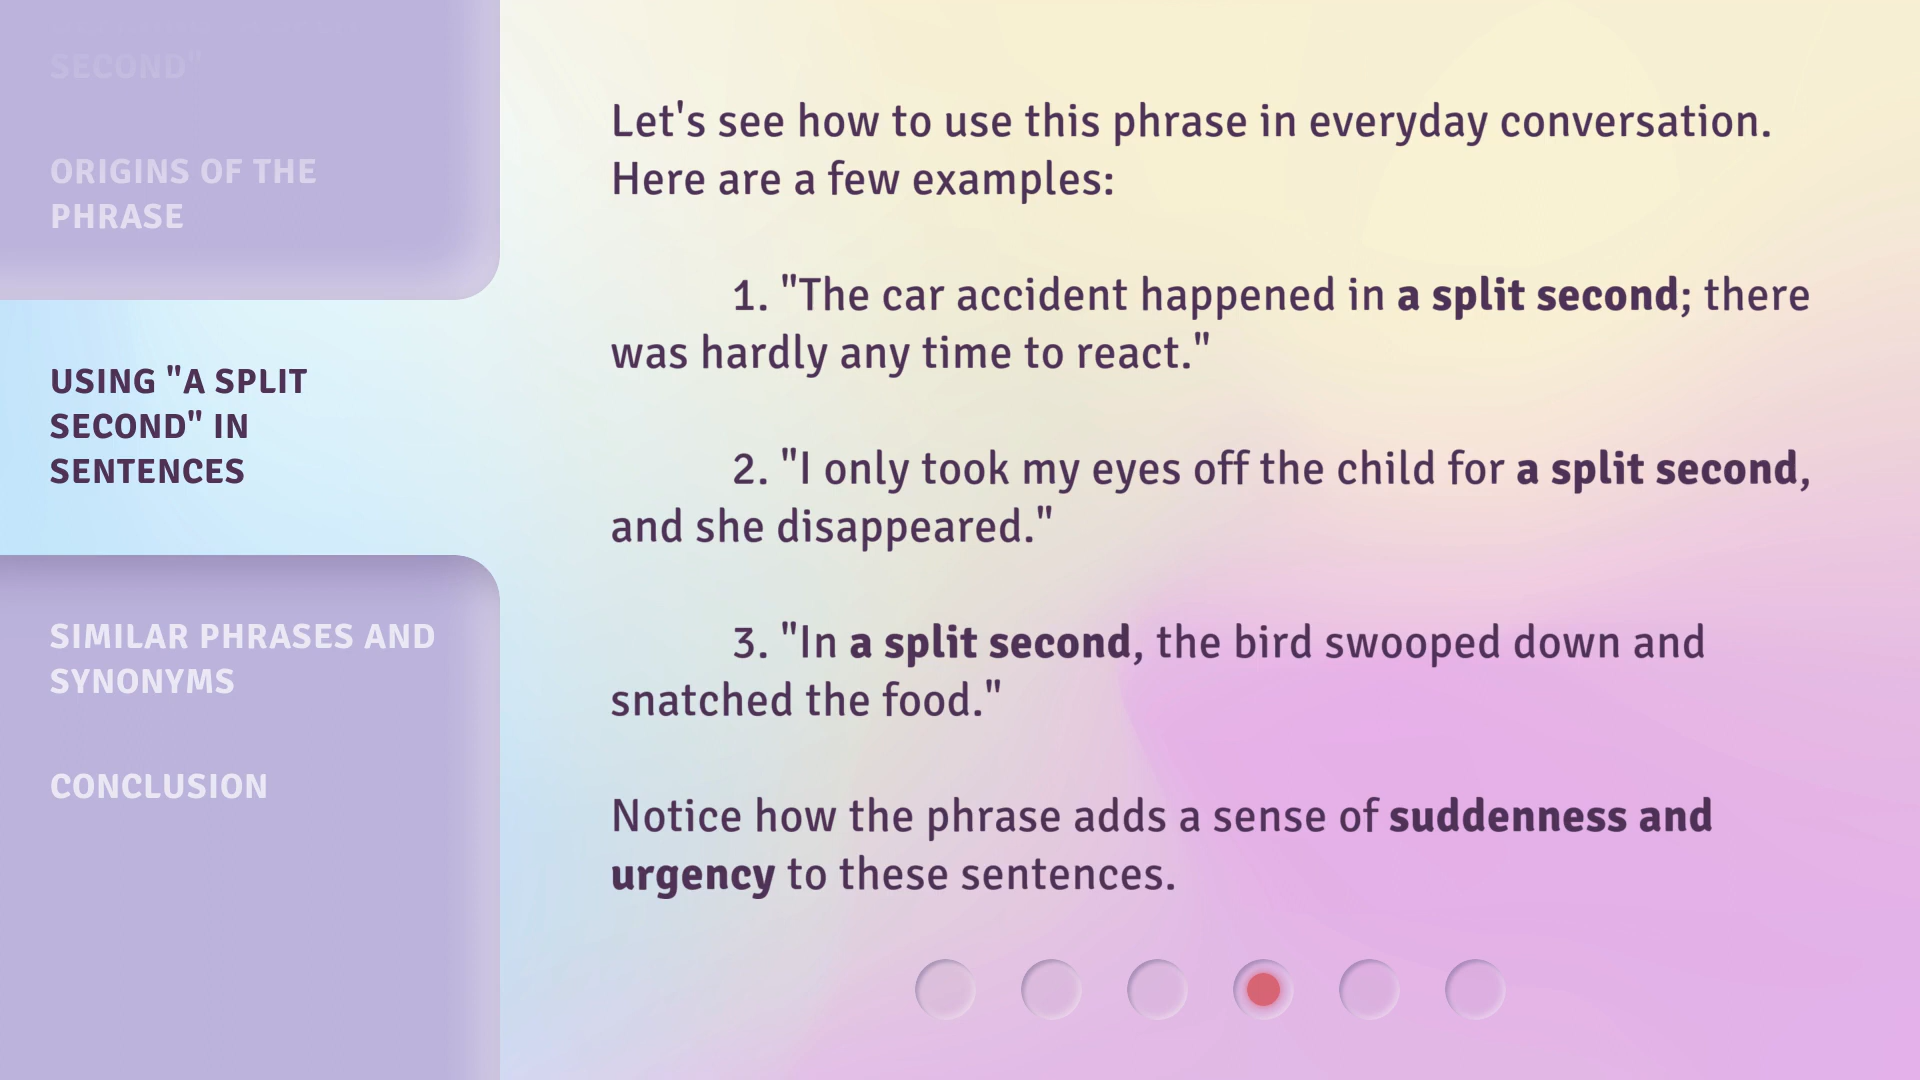 SECOND"
ORIGINS OF THE
PHRASE
USING "A SPLIT
SECOND" IN
SENTENCES
SIMILAR PHRASES AND
SYNONYMS
CONCLUSION
Let's see how to use this phrase in everyday conversation.
Here are a few examples:
1. "The car accident happened in a split second; there
was hardly any time to react."
2. "I only took my eyes off the child for a split second,
and she disappeared."
3. "In a split second, the bird swooped down and
snatched the food."
Notice how the phrase adds a sense of suddenness and
urgency to these sentences.